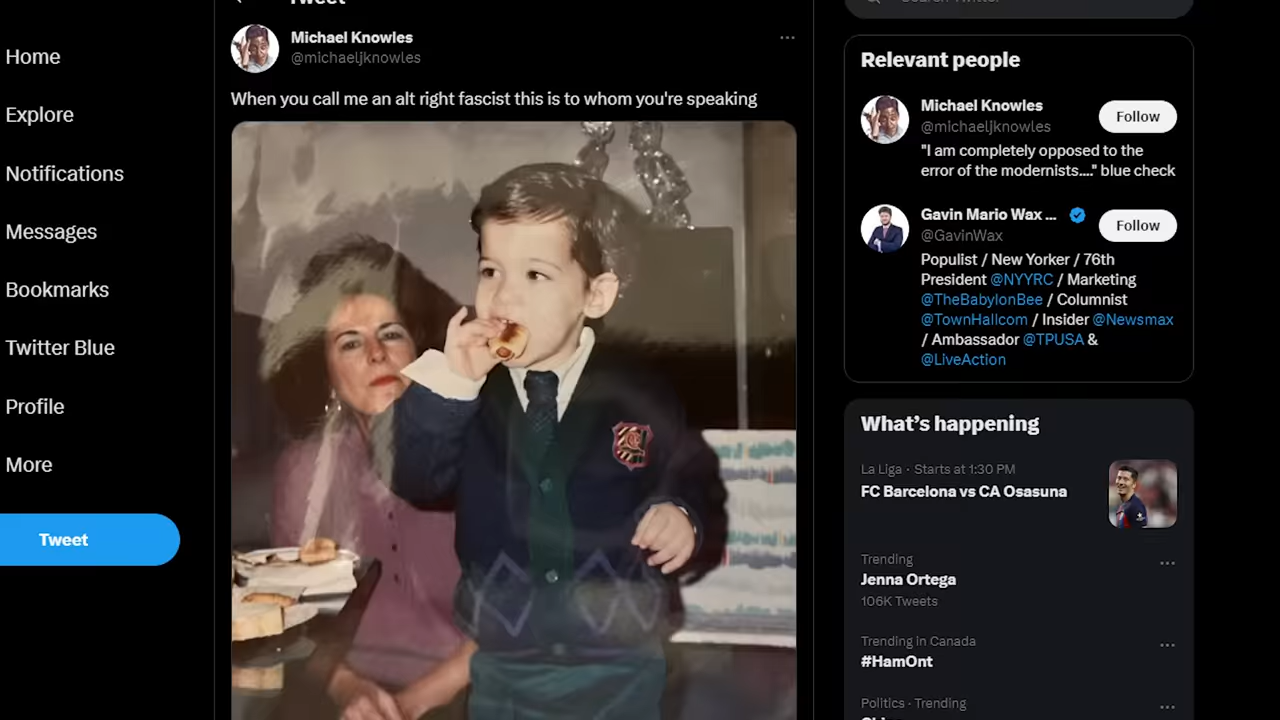 Home
Explore
Notifications
Messages
Bookmarks
Twitter Blue
Profile
More
Tweet
Tweet
Michael Knowles
@michaeljknowles
When you call me an alt right fascist this is to whom you're speaking
Search Twitter
Relevant people
Michael Knowles
@michaeljknowles
Follow
"I am completely opposed to the
error of the modernists...." blue check
Gavin Mario Wax ...
@GavinWax
Follow
Populist / New Yorker / 76th
President @NYYRC / Marketing
@TheBabylonBee / Columnist
@TownHallcom / Insider @Newsmax
/ Ambassador @TPUSA &
@LiveAction
What's happening
La Liga · Starts at 1:30 PM
FC Barcelona vs CA Osasuna
Trending
Jenna Ortega
106K Tweets
Trending in Canada
#HamOnt
Politics · Trending